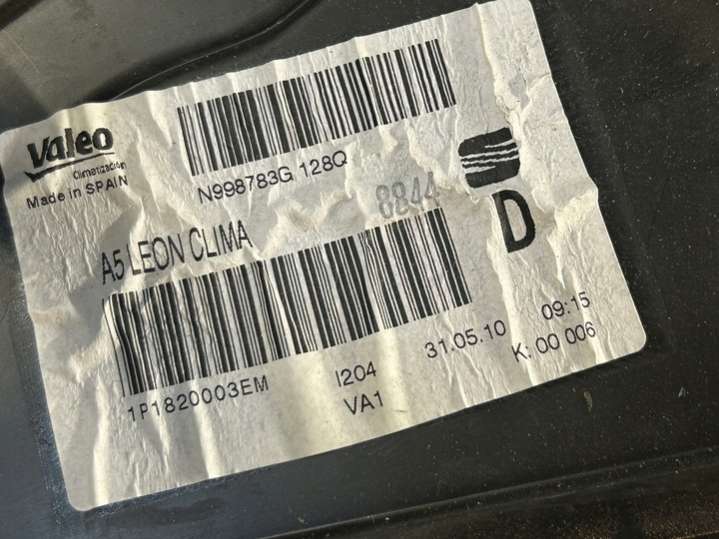 Valeo
Climatización
Made in SPAIN
N998783G 128Q
8844
A5 LEON CLIMA
D
1P1820003EM
I204
VA1
31.05.10
09:15
K: 00 006